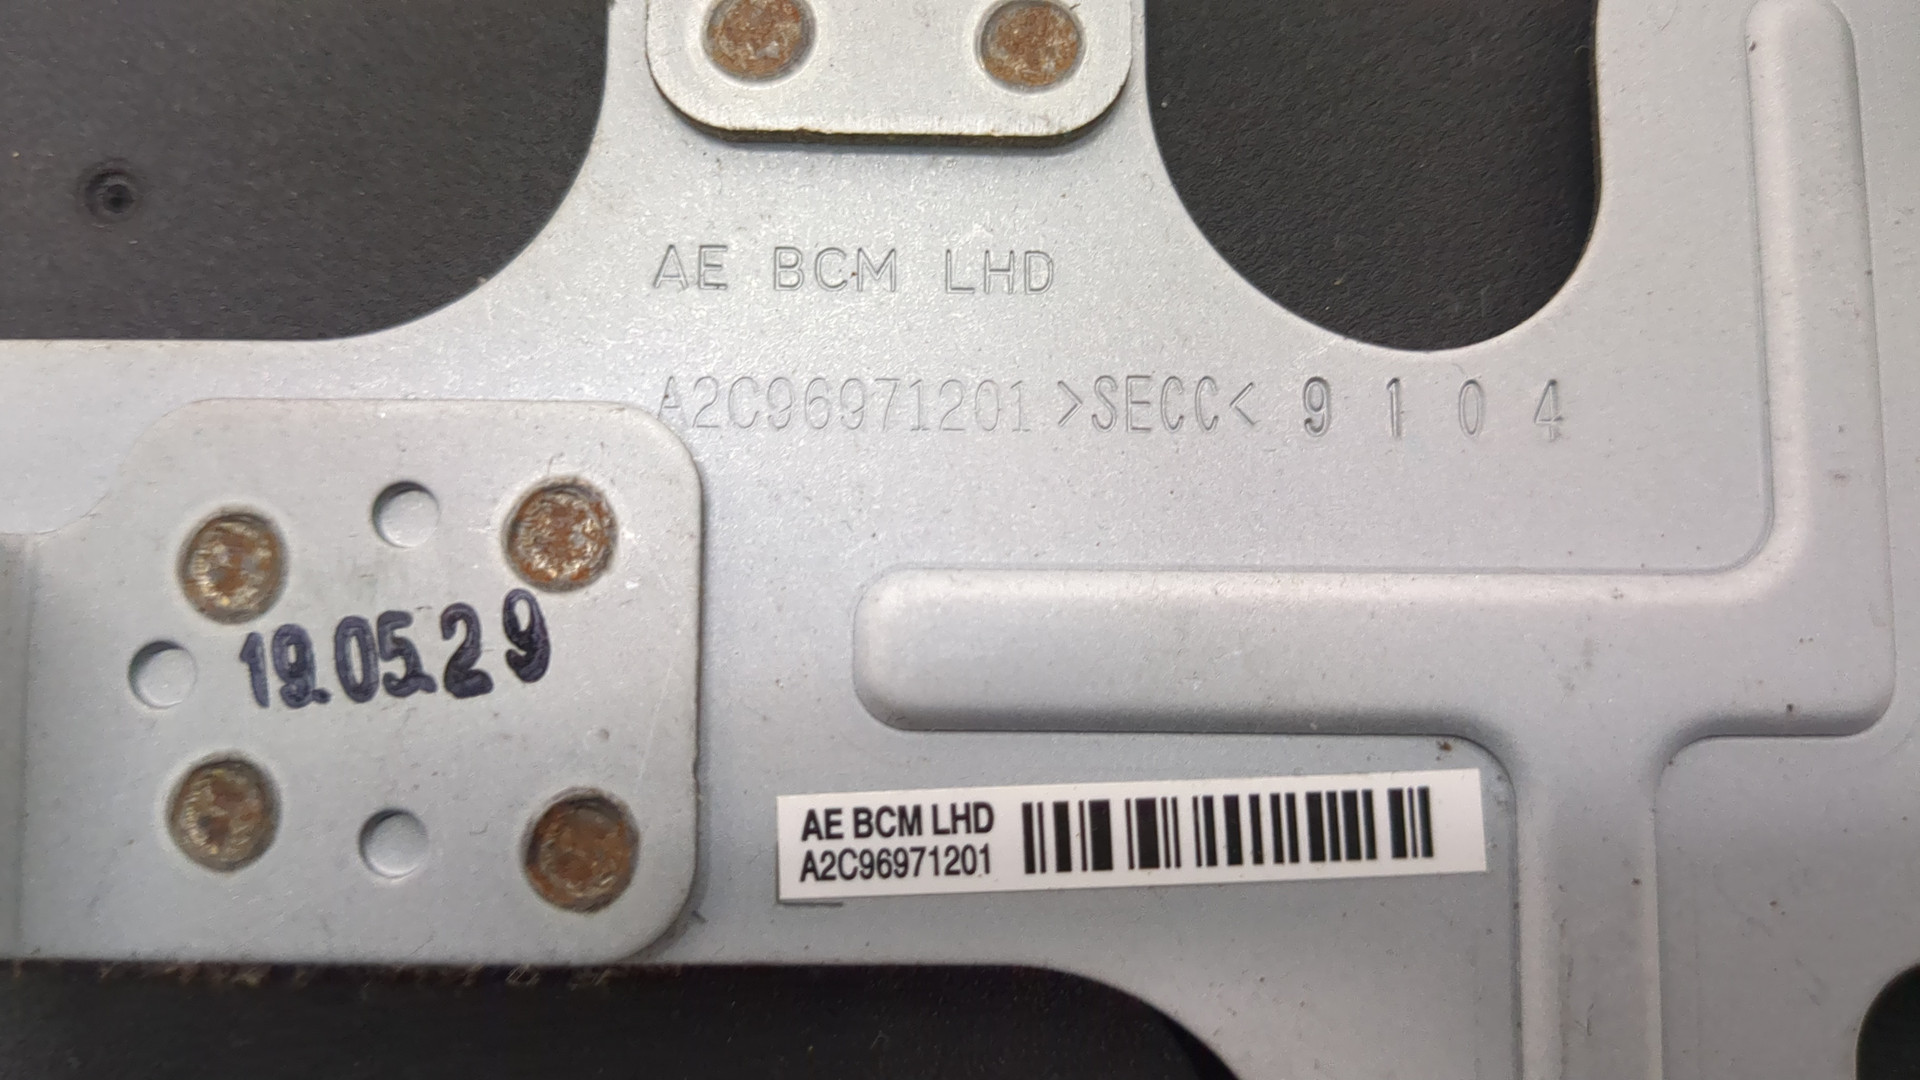 AE BCM LHD
A2C96971201 >SECC< 9 1 0 4
19.05.29
AE BCM LHD
A2C96971201